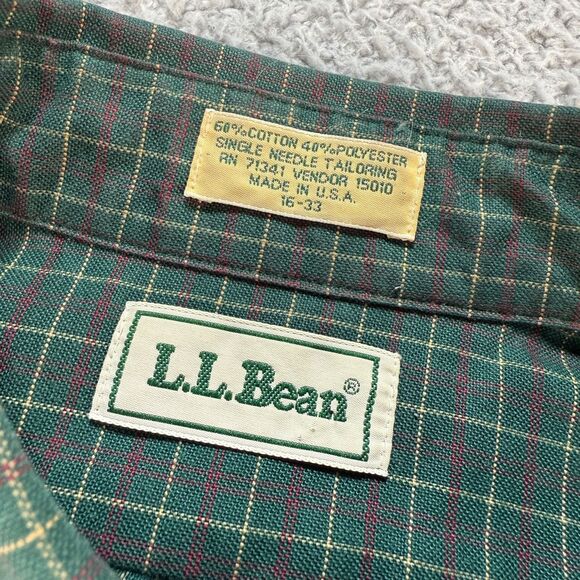 60% COTTON 40% POLYESTER
SINGLE NEEDLE TAILORING
RN 71341 VENDOR 15010
MADE IN U.S.A.
16-33
L.L.Bean®